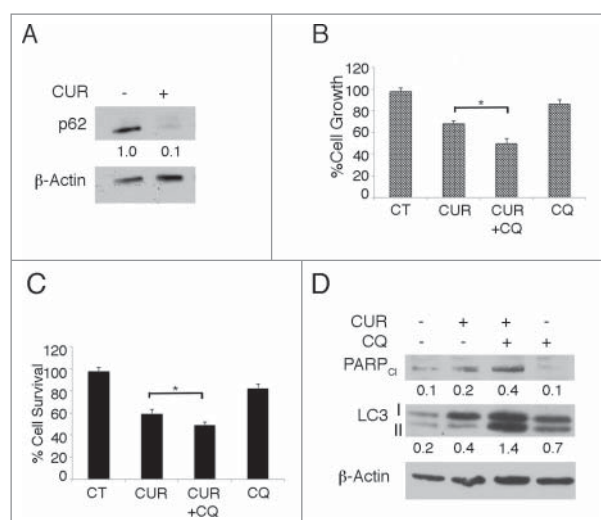 A
CUR - +
p62
1.0 0.1
β-Actin
B
%Cell Growth
120
100
80
60
40
20
0
*
CT CUR CUR CQ
+CQ
C
% Cell Survival
120
100
80
60
40
20
0
*
CT CUR CUR CQ
+CQ
D
CUR - + + -
CQ - - + +
PARP Cl
0.1 0.2 0.4 0.1
LC3 I
II
0.2 0.4 1.4 0.7
β-Actin